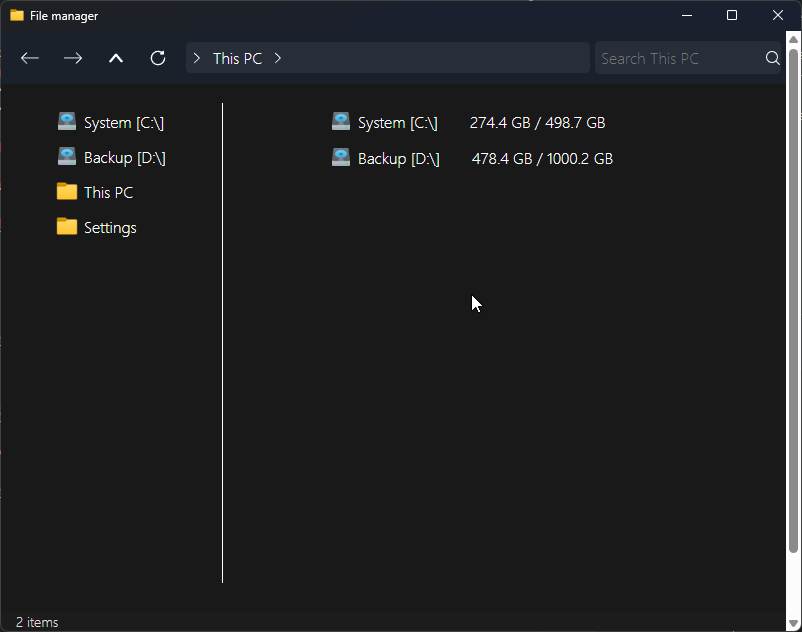 File manager
This PC
Search This PC
System [C:\]
Backup [D:\]
This PC
Settings
System [C:\] 274.4 GB / 498.7 GB
Backup [D:\] 478.4 GB / 1000.2 GB
2 items